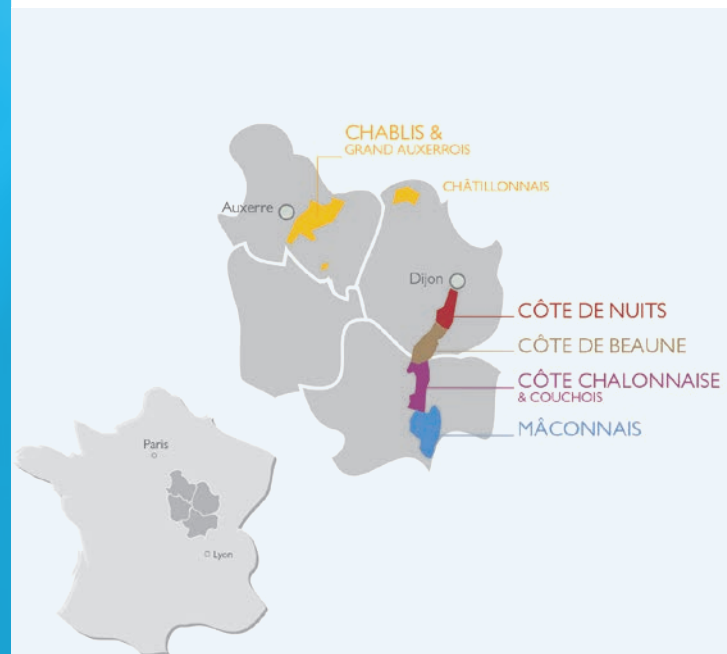 CHABLIS &
GRAND AUXERROIS
CHÂTILLONNAIS
Auxerre
Dijon
CÔTE DE NUITS
CÔTE DE BEAUNE
CÔTE CHALONNAISE
& COUCHOIS
MÂCONNAIS
Paris
Lyon